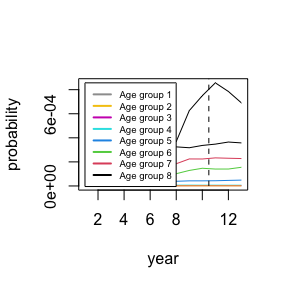 probability
6e-04
0e+00
Age group 1
Age group 2
Age group 3
Age group 4
Age group 5
Age group 6
Age group 7
Age group 8
2 4 6 8 12
year